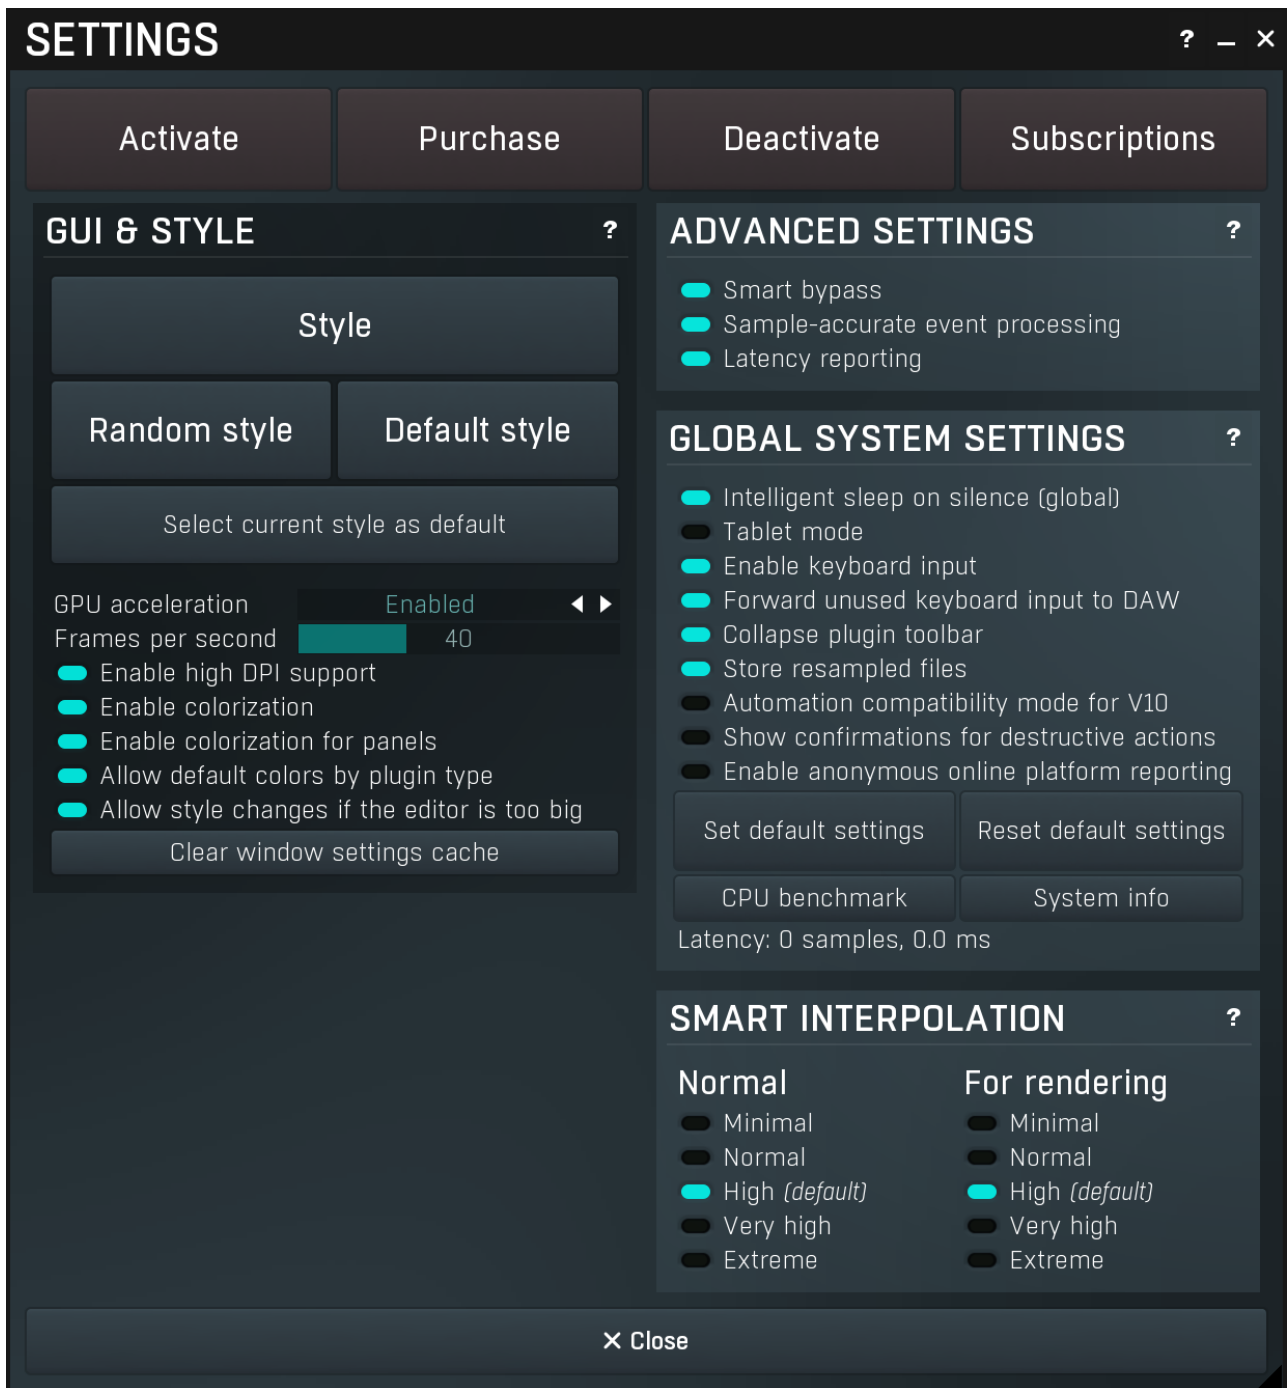 SETTINGS ? _ ×
Activate Purchase Deactivate Subscriptions
GUI & STYLE ?
Style
Random style Default style
Select current style as default
GPU acceleration Enabled
Frames per second 40
Enable high DPI support
Enable colorization
Enable colorization for panels
Allow default colors by plugin type
Allow style changes if the editor is too big
Clear window settings cache
ADVANCED SETTINGS ?
Smart bypass
Sample-accurate event processing
Latency reporting
GLOBAL SYSTEM SETTINGS ?
Intelligent sleep on silence (global)
Tablet mode
Enable keyboard input
Forward unused keyboard input to DAW
Collapse plugin toolbar
Store resampled files
Automation compatibility mode for V10
Show confirmations for destructive actions
Enable anonymous online platform reporting
Set default settings Reset default settings
CPU benchmark System info
Latency: 0 samples, 0.0 ms
SMART INTERPOLATION ?
Normal
Minimal
Normal
High (default)
Very high
Extreme
For rendering
Minimal
Normal
High (default)
Very high
Extreme
× Close